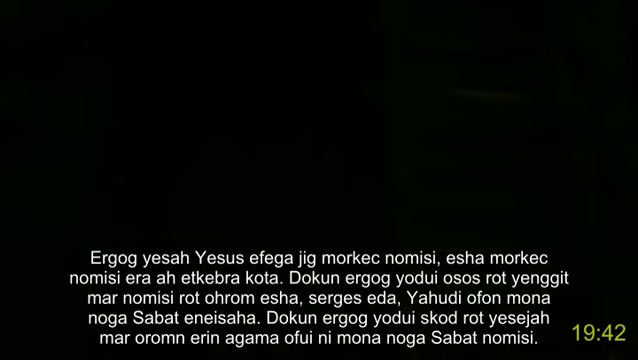 Ergog yesah Yesus efega jig morkec nomisi, esha morkec
nomisi era ah etkebra kota. Dokun ergog yodui osos rot yenggit
mar nomisi rot ohrom esha, serges eda, Yahudi ofon mona
noga Sabat eneisaha. Dokun ergog yodui skod rot yesejah
mar oromn erin agama ofui ni mona noga Sabat nomisi.
19:42